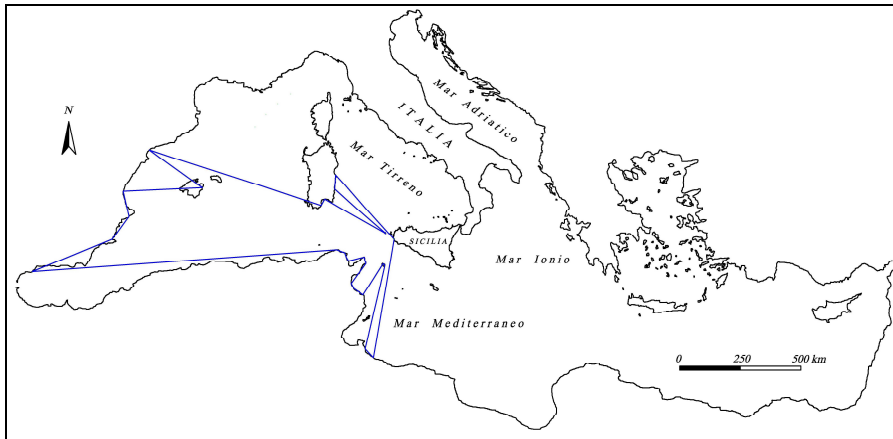 N
Mar Adriatico
ITALIA
Mar Tirreno
SICILIA
Mar Ionio
Mar Mediterraneo
0 250 500 km